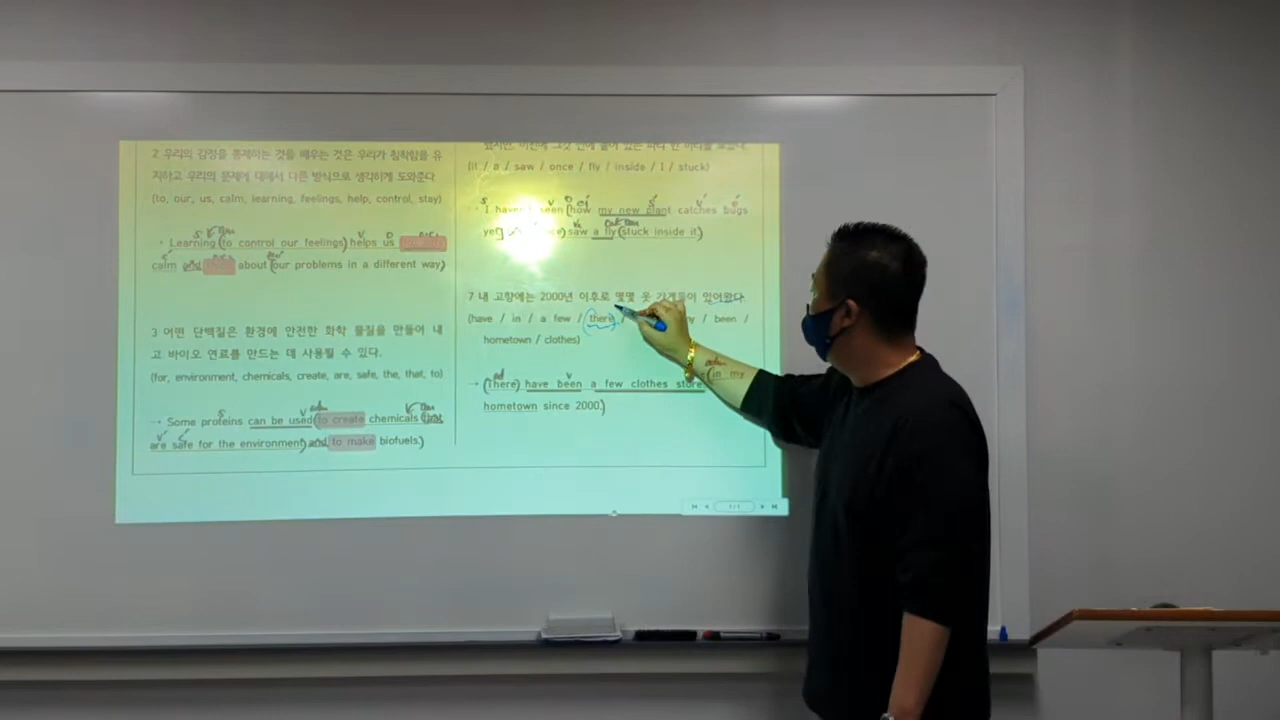 2 우리의 감정을 통제하는 것을 배우는 것은 우리가 침착함을 유
지하고 우리의 문제에 대해서 다른 방식으로 생각하게 도와준다
(to, our, us, calm, learning, feelings, help, control, stay)
Learning (to control our feelings) helps us
calm and about (our problems in a different way)
3 어떤 단백질은 환경에 안전한 화학 물질을 만들어 내
고 바이오 연료를 만드는 데 사용될 수 있다.
(for, environment, chemicals, create, are, safe, the, that, to)
→ Some proteins can be used (to create chemicals (that
are safe for the environment) and to make biofuels.)
(it / a / saw / once / fly / inside / I / stuck)
I haven't seen (how my new plant catches bugs
saw a fly (stuck inside it)
7 내 고향에는 2000년 이후로 몇몇 옷 가게들이 있어왔다.
(have / in / a few / there / my / been /
hometown / clothes)
→ (There) have been a few clothes store (in my
hometown since 2000.)
1/1